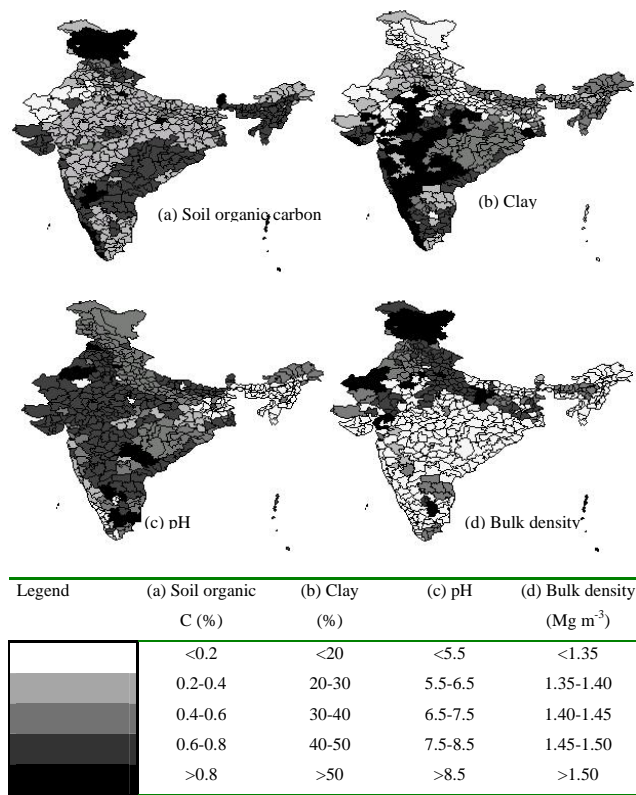 (a) Soil organic carbon
(b) Clay
(c) pH
(d) Bulk density
Legend (a) Soil organic (b) Clay (c) pH (d) Bulk density
C (%) (%) (Mg m⁻³)
<0.2 <20 <5.5 <1.35
0.2-0.4 20-30 5.5-6.5 1.35-1.40
0.4-0.6 30-40 6.5-7.5 1.40-1.45
0.6-0.8 40-50 7.5-8.5 1.45-1.50
>0.8 >50 >8.5 >1.50